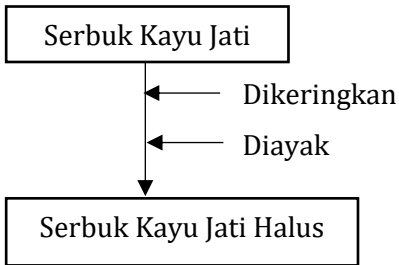 Serbuk Kayu Jati
Dikeringkan
Diayak
Serbuk Kayu Jati Halus